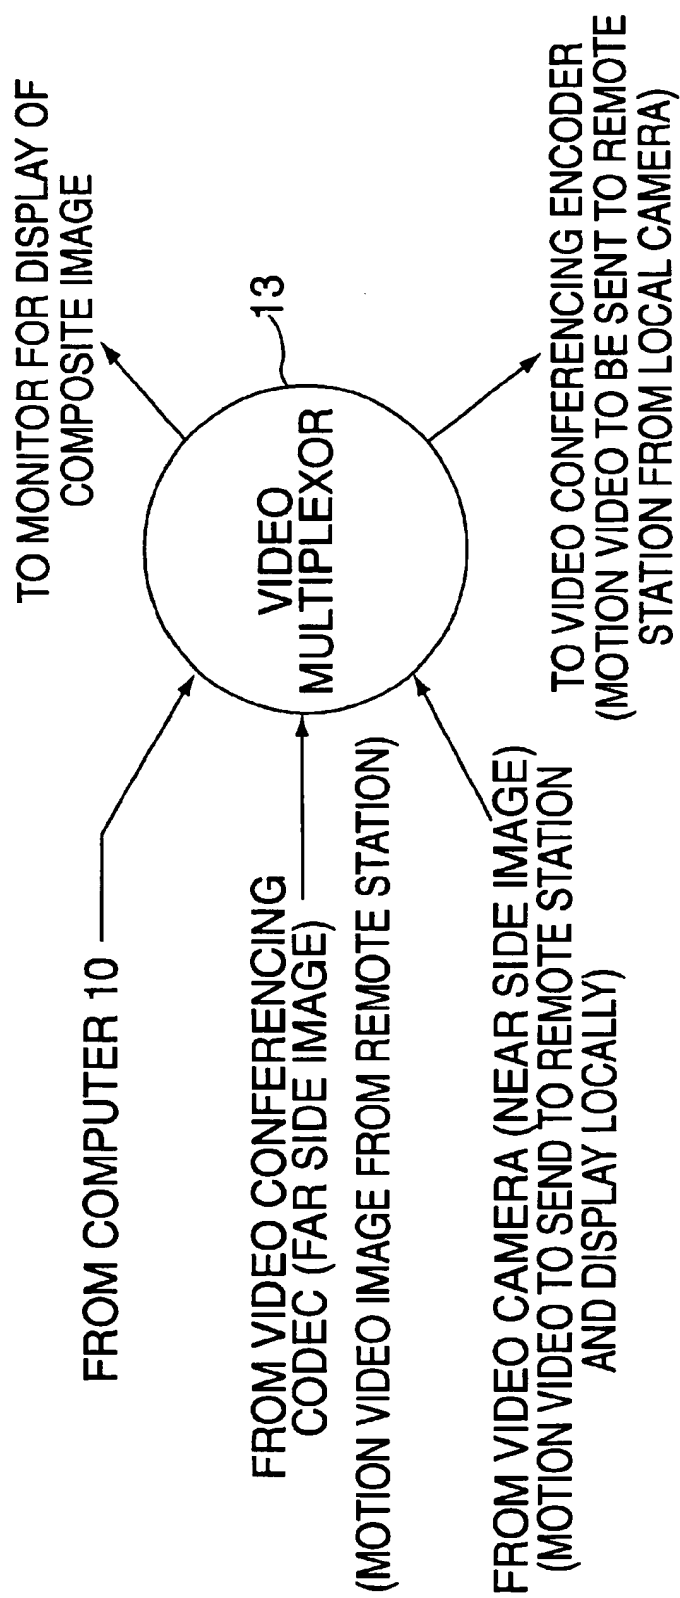 FROM COMPUTER 10
FROM VIDEO CONFERENCING
CODEC (FAR SIDE IMAGE)
(MOTION VIDEO IMAGE FROM REMOTE STATION)
FROM VIDEO CAMERA (NEAR SIDE IMAGE)
(MOTION VIDEO TO SEND TO REMOTE STATION
AND DISPLAY LOCALLY)
VIDEO
MULTIPLEXOR
13
TO MONITOR FOR DISPLAY OF
COMPOSITE IMAGE
TO VIDEO CONFERENCING ENCODER
(MOTION VIDEO TO BE SENT TO REMOTE
STATION FROM LOCAL CAMERA)